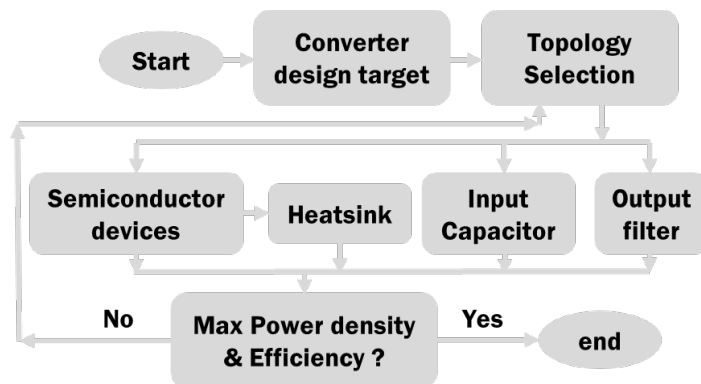 Start
Converter
design target
Topology
Selection
Semiconductor
devices
Heatsink
Input
Capacitor
Output
filter
No
Max Power density
& Efficiency ?
Yes
end